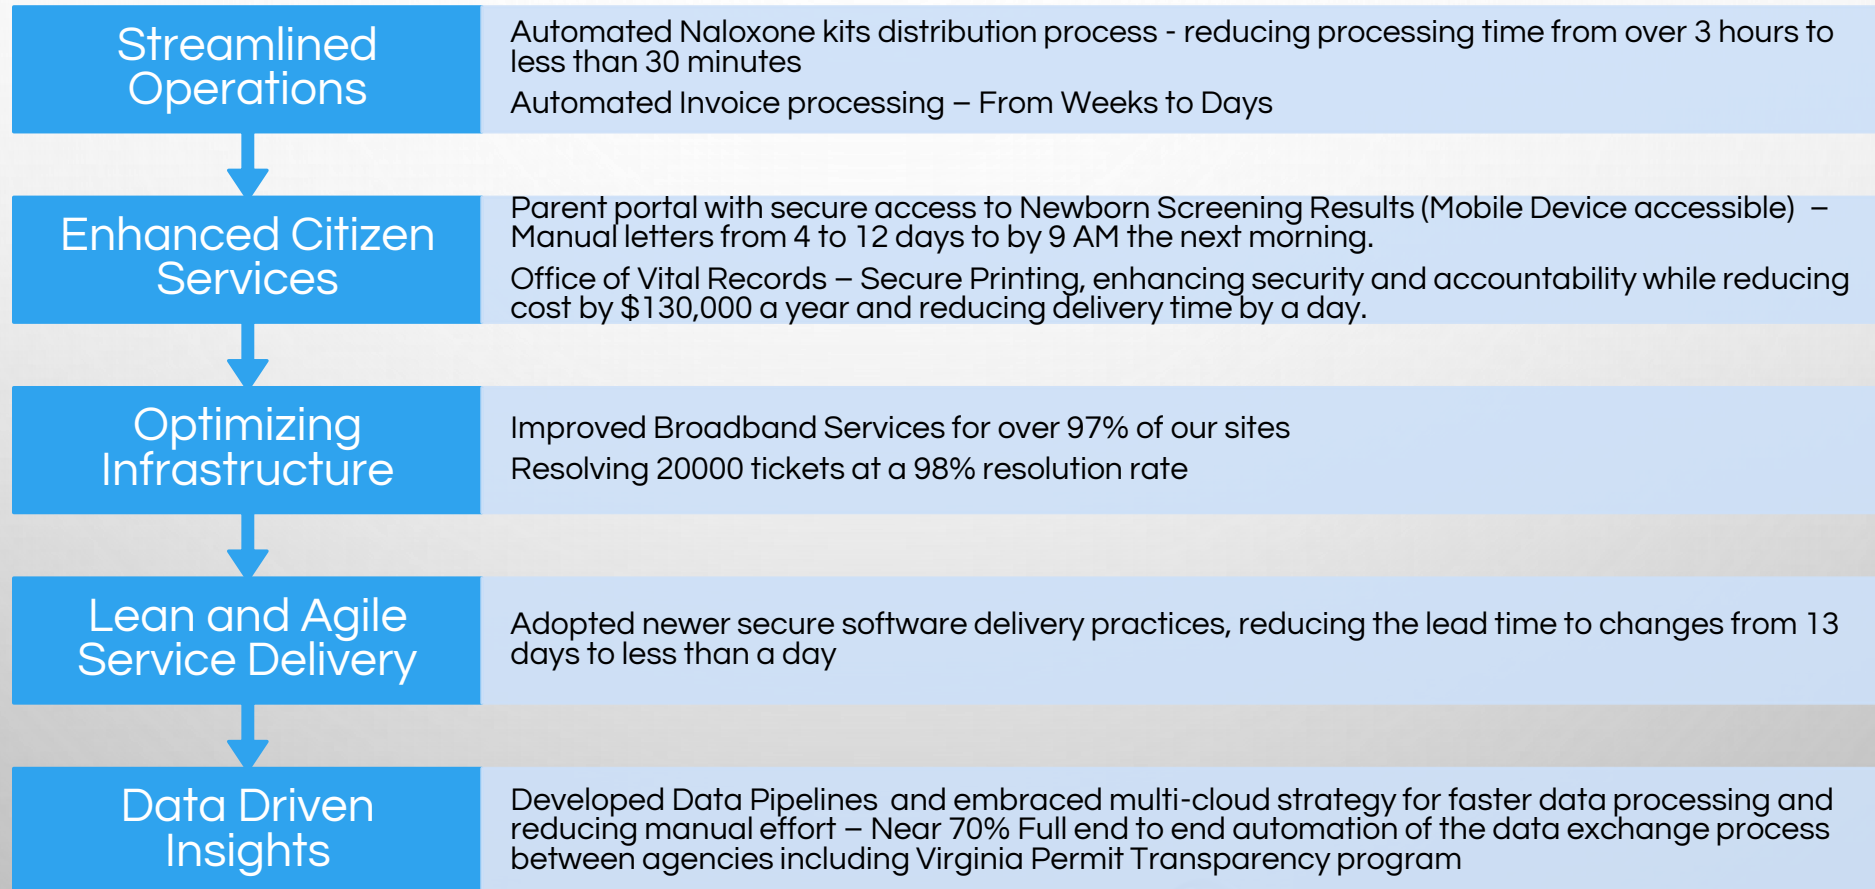 Streamlined
Operations
Automated Naloxone kits distribution process - reducing processing time from over 3 hours to
less than 30 minutes
Automated Invoice processing – From Weeks to Days
Enhanced Citizen
Services
Parent portal with secure access to Newborn Screening Results (Mobile Device accessible)  –
Manual letters from 4 to 12 days to by 9 AM the next morning.
Office of Vital Records – Secure Printing, enhancing security and accountability while reducing
cost by $130,000 a year and reducing delivery time by a day.
Optimizing
Infrastructure
Improved Broadband Services for over 97% of our sites
Resolving 20000 tickets at a 98% resolution rate
Lean and Agile
Service Delivery
Adopted newer secure software delivery practices, reducing the lead time to changes from 13
days to less than a day
Data Driven
Insights
Developed Data Pipelines  and embraced multi-cloud strategy for faster data processing and
reducing manual effort – Near 70% Full end to end automation of the data exchange process
between agencies including Virginia Permit Transparency program